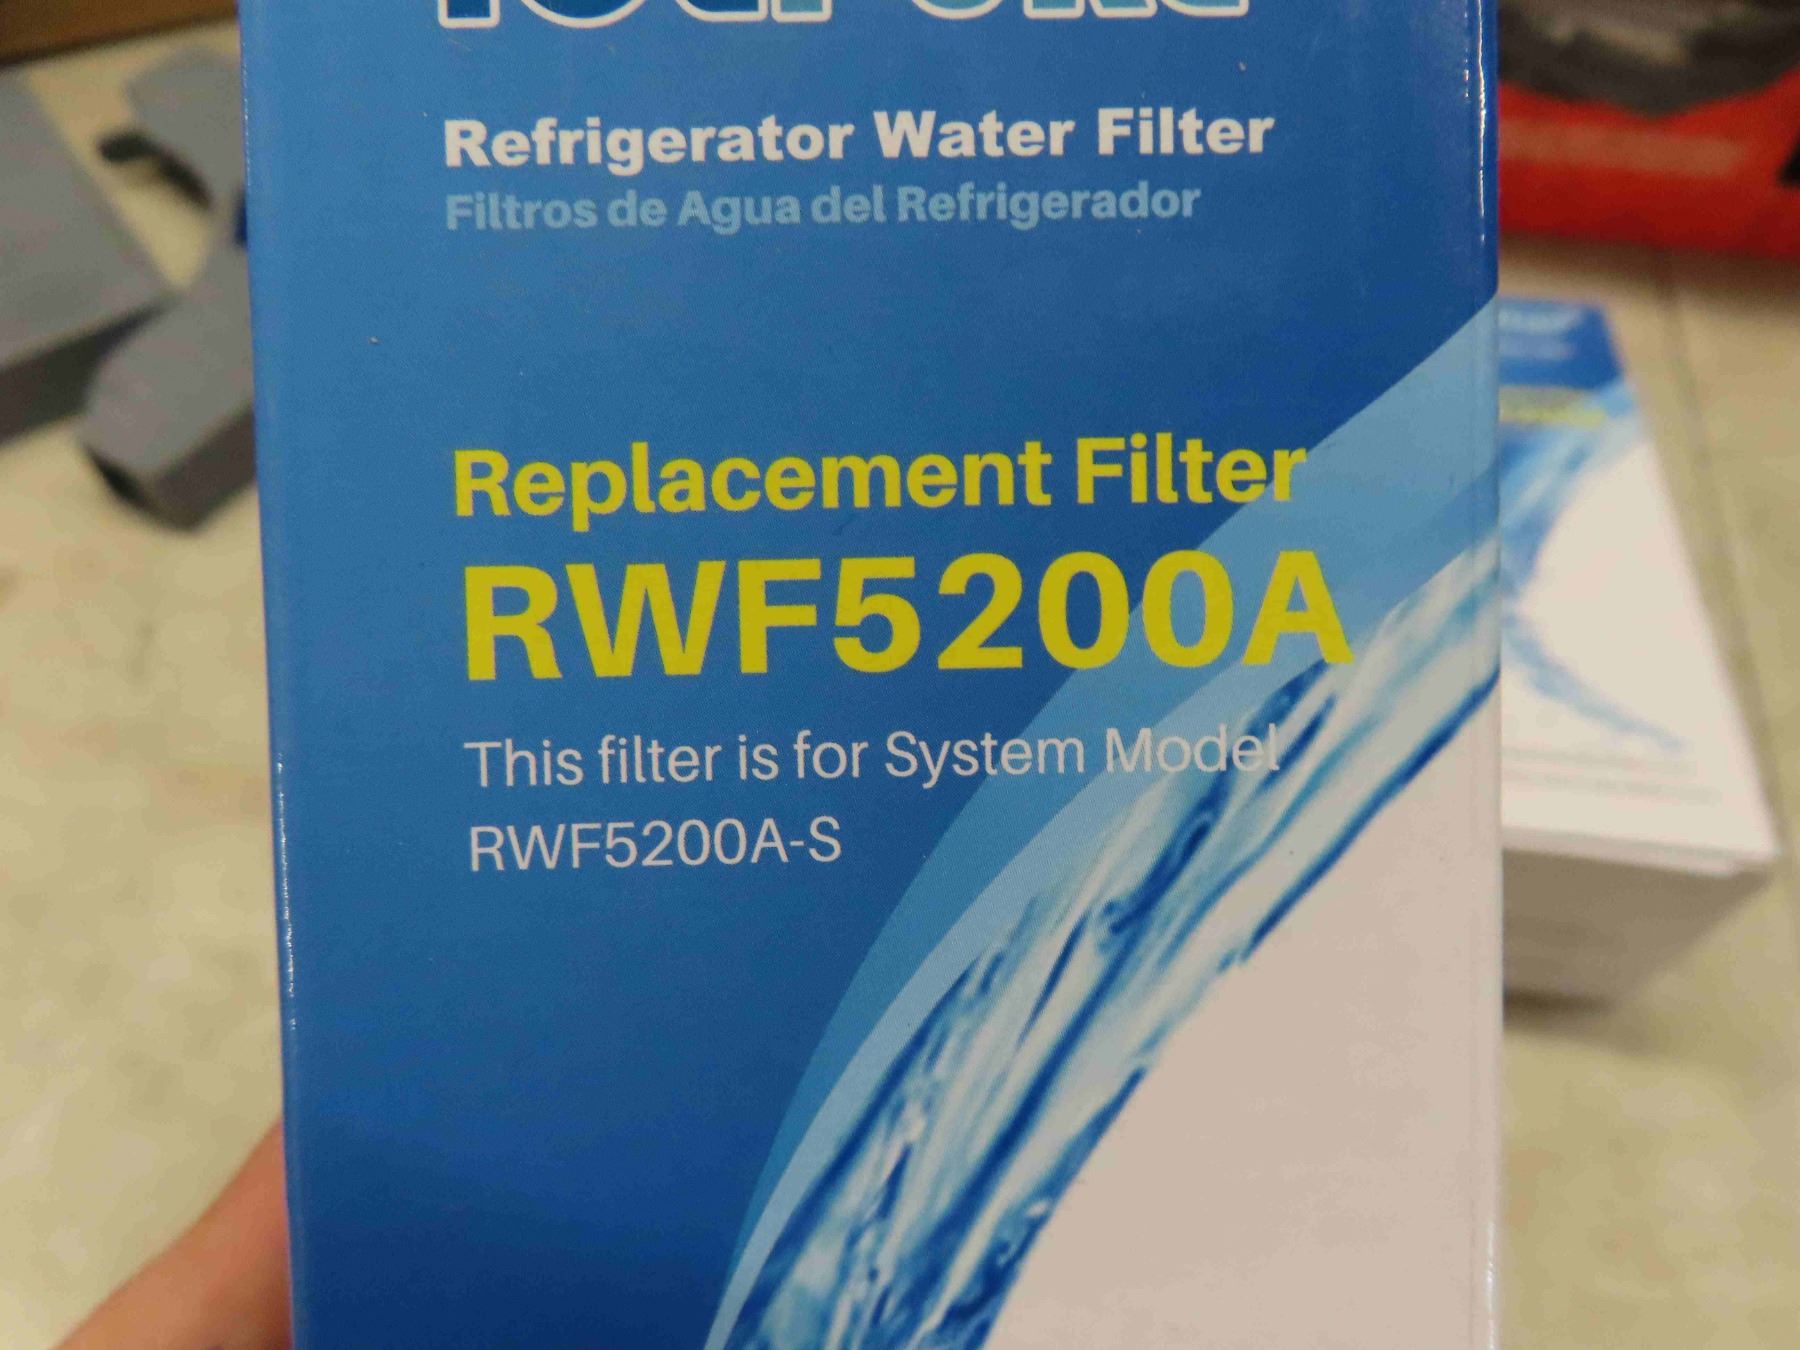 Refrigerator Water Filter
Filtros de Agua del Refrigerador
Replacement Filter
RWF5200A
This filter is for System Model
RWF5200A-S